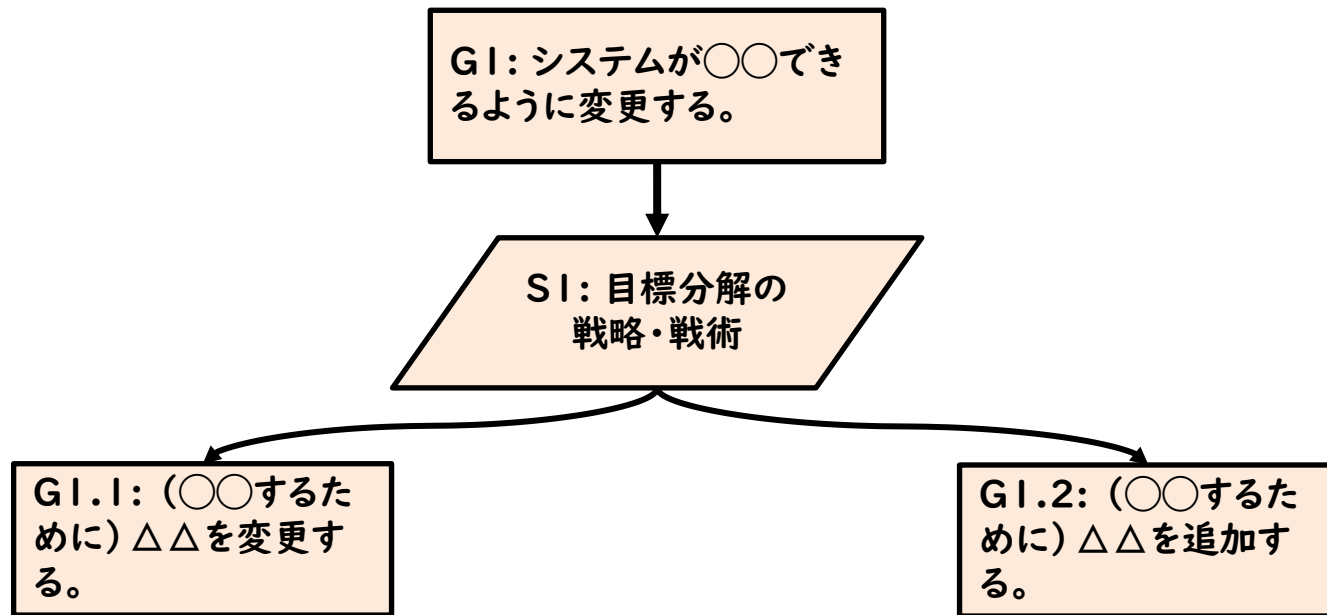 G1: システムが○○でき
るように変更する。
S1: 目標分解の
戦略・戦術
G1.1: (○○するた
めに) △△を変更す
る。
G1.2: (○○するた
めに) △△を追加す
る。